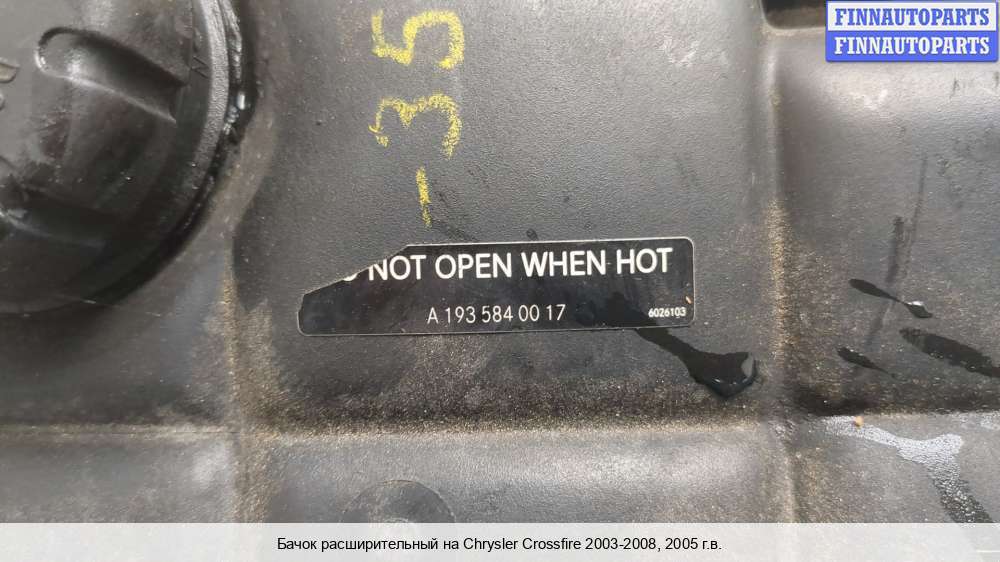 FINNAUTOPARTS
FINNAUTOPARTS
-35
NOT OPEN WHEN HOT
A 193 584 00 17
6026103
Бачок расширительный на Chrysler Crossfire 2003-2008, 2005 г.в.